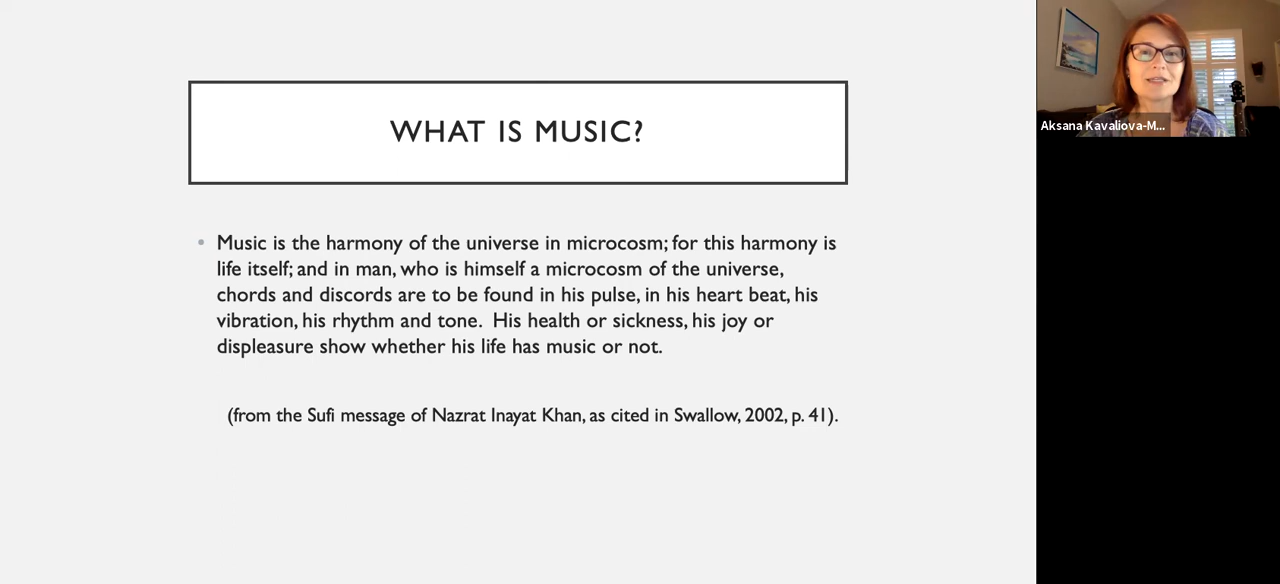 WHAT IS MUSIC?
• Music is the harmony of the universe in microcosm; for this harmony is
life itself; and in man, who is himself a microcosm of the universe,
chords and discords are to be found in his pulse, in his heart beat, his
vibration, his rhythm and tone.  His health or sickness, his joy or
displeasure show whether his life has music or not.
(from the Sufi message of Nazrat Inayat Khan, as cited in Swallow, 2002, p. 41).
Aksana Kavaliova-M...